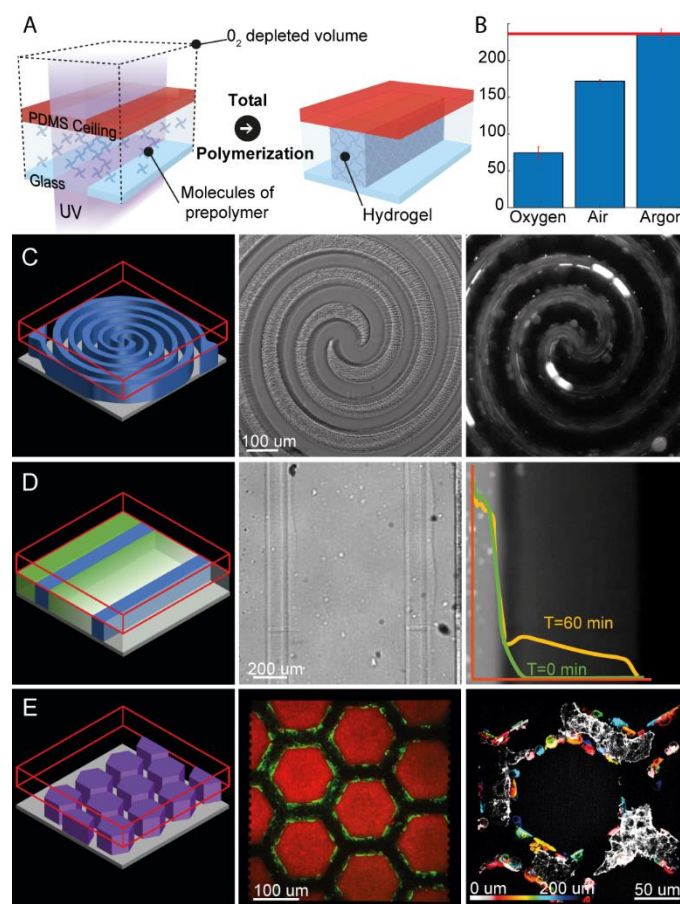 A
0₂ depleted volume
PDMS Ceiling
Glass
UV
Molecules of
prepolymer
Total
Polymerization
Hydrogel
B
250
200
150
100
50
0
Oxygen
Air
Argon
C
100 um
D
200 um
T=60 min
T=0 min
E
100 um
0 um
200 um
50 um